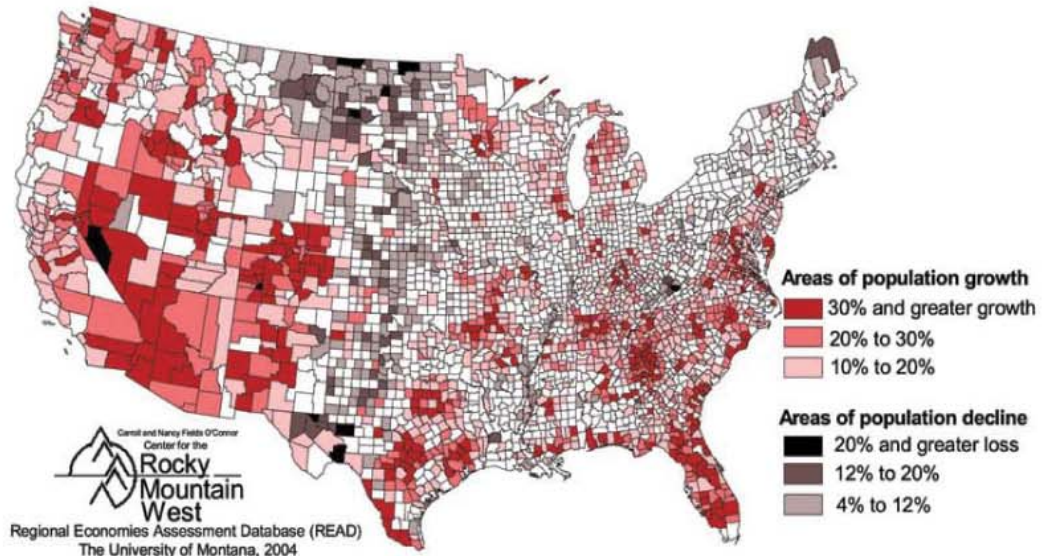 Areas of population growth
30% and greater growth
20% to 30%
10% to 20%
Areas of population decline
20% and greater loss
12% to 20%
4% to 12%
Carroll and Nancy Fields O'Connor
Center for the
Rocky
Mountain
West
Regional Economies Assessment Database (READ)
The University of Montana, 2004